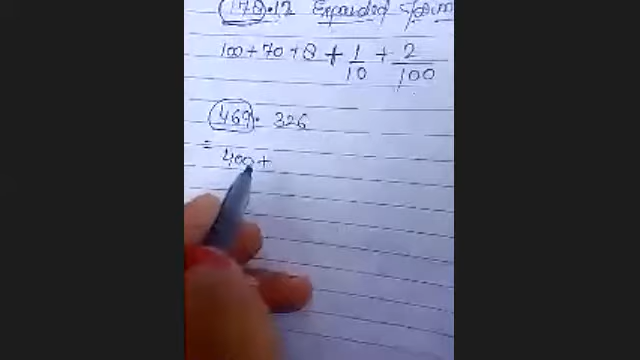 178.12 Expanded Form
100 + 70 + 8 + 1/10 + 2/100
469. 326
= 400 +